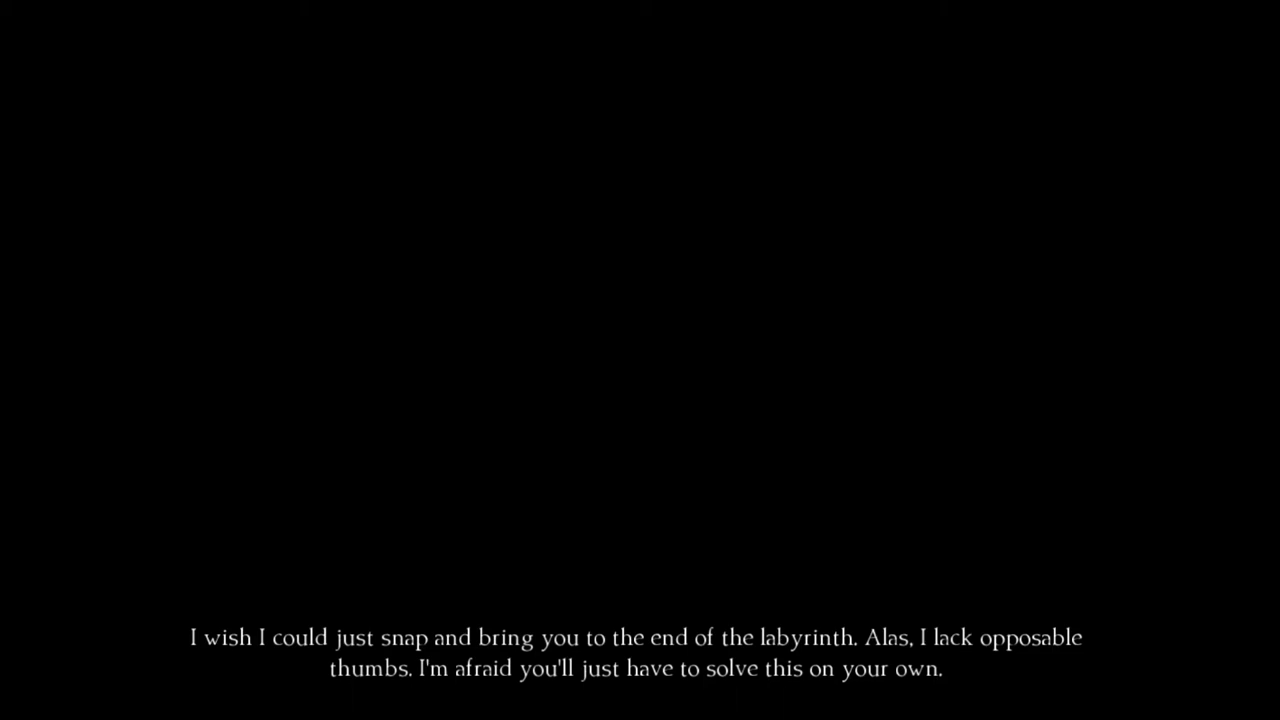 I wish I could just snap and bring you to the end of the labyrinth. Alas, I lack opposable
thumbs. I'm afraid you'll just have to solve this on your own.